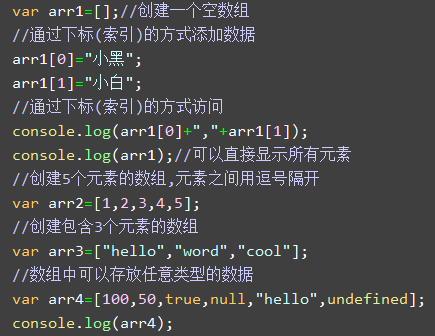 var arr1=[];//创建一个空数组
//通过下标(索引)的方式添加数据
arr1[0]="小黑";
arr1[1]="小白";
//通过下标(索引)的方式访问
console.log(arr1[0]+","+arr1[1]);
console.log(arr1);//可以直接显示所有元素
//创建5个元素的数组,元素之间用逗号隔开
var arr2=[1,2,3,4,5];
//创建包含3个元素的数组
var arr3=["hello","word","cool"];
//数组中可以存放任意类型的数据
var arr4=[100,50,true,null,"hello",undefined];
console.log(arr4);